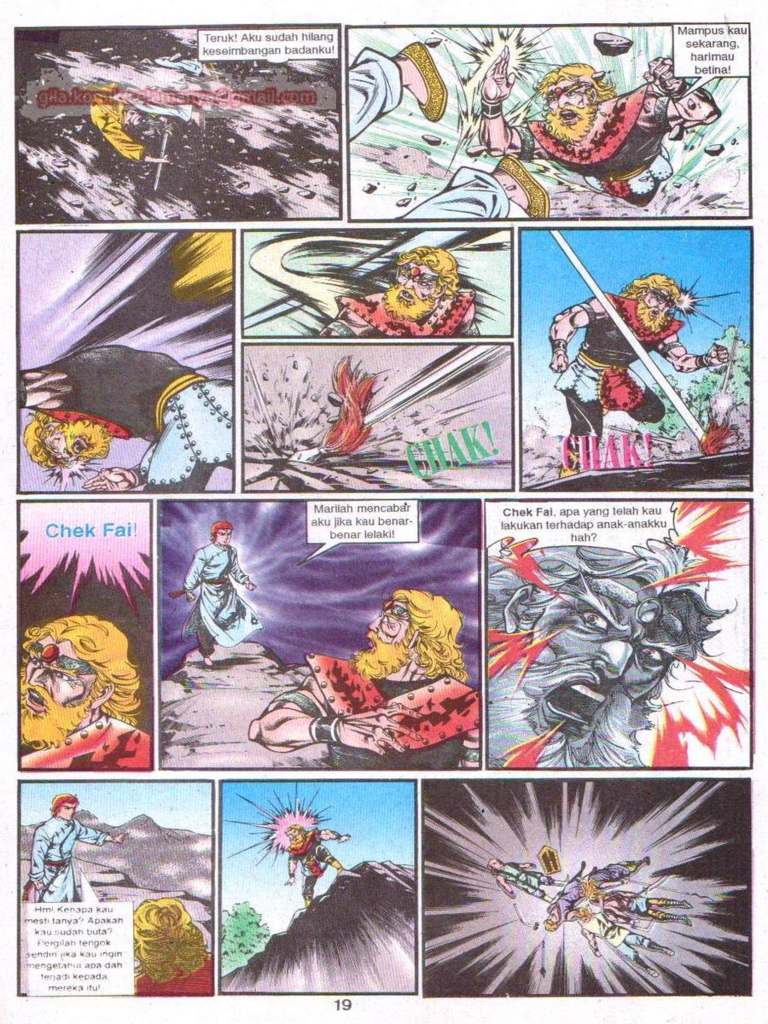 Teruk! Aku sudah hilang
keseimbangan badanku!
Mampus kau
sekarang,
harimau
betina!
CHAK!
CHAK!
Chek Fai!
Marilah mencabar
aku jika kau benar-
benar lelaki!
Chek Fai, apa yang telah kau
lakukan terhadap anak-anakku
hah?
Hm! Kenapa kau
mesti tanya? Apakah
kau sudah buta?
Pergilah tengok
sendiri jika kau ingin
mengetahui apa dah
terjadi kepada
mereka itu!
19